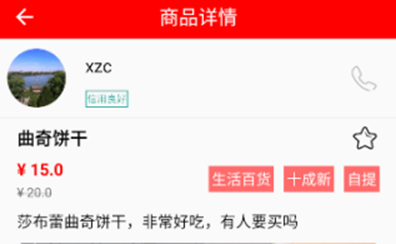 商品详情
XZC
信用良好
曲奇饼干
¥ 15.0
¥ 20.0
生活百货 十成新 自提
莎布蕾曲奇饼干，非常好吃，有人要买吗